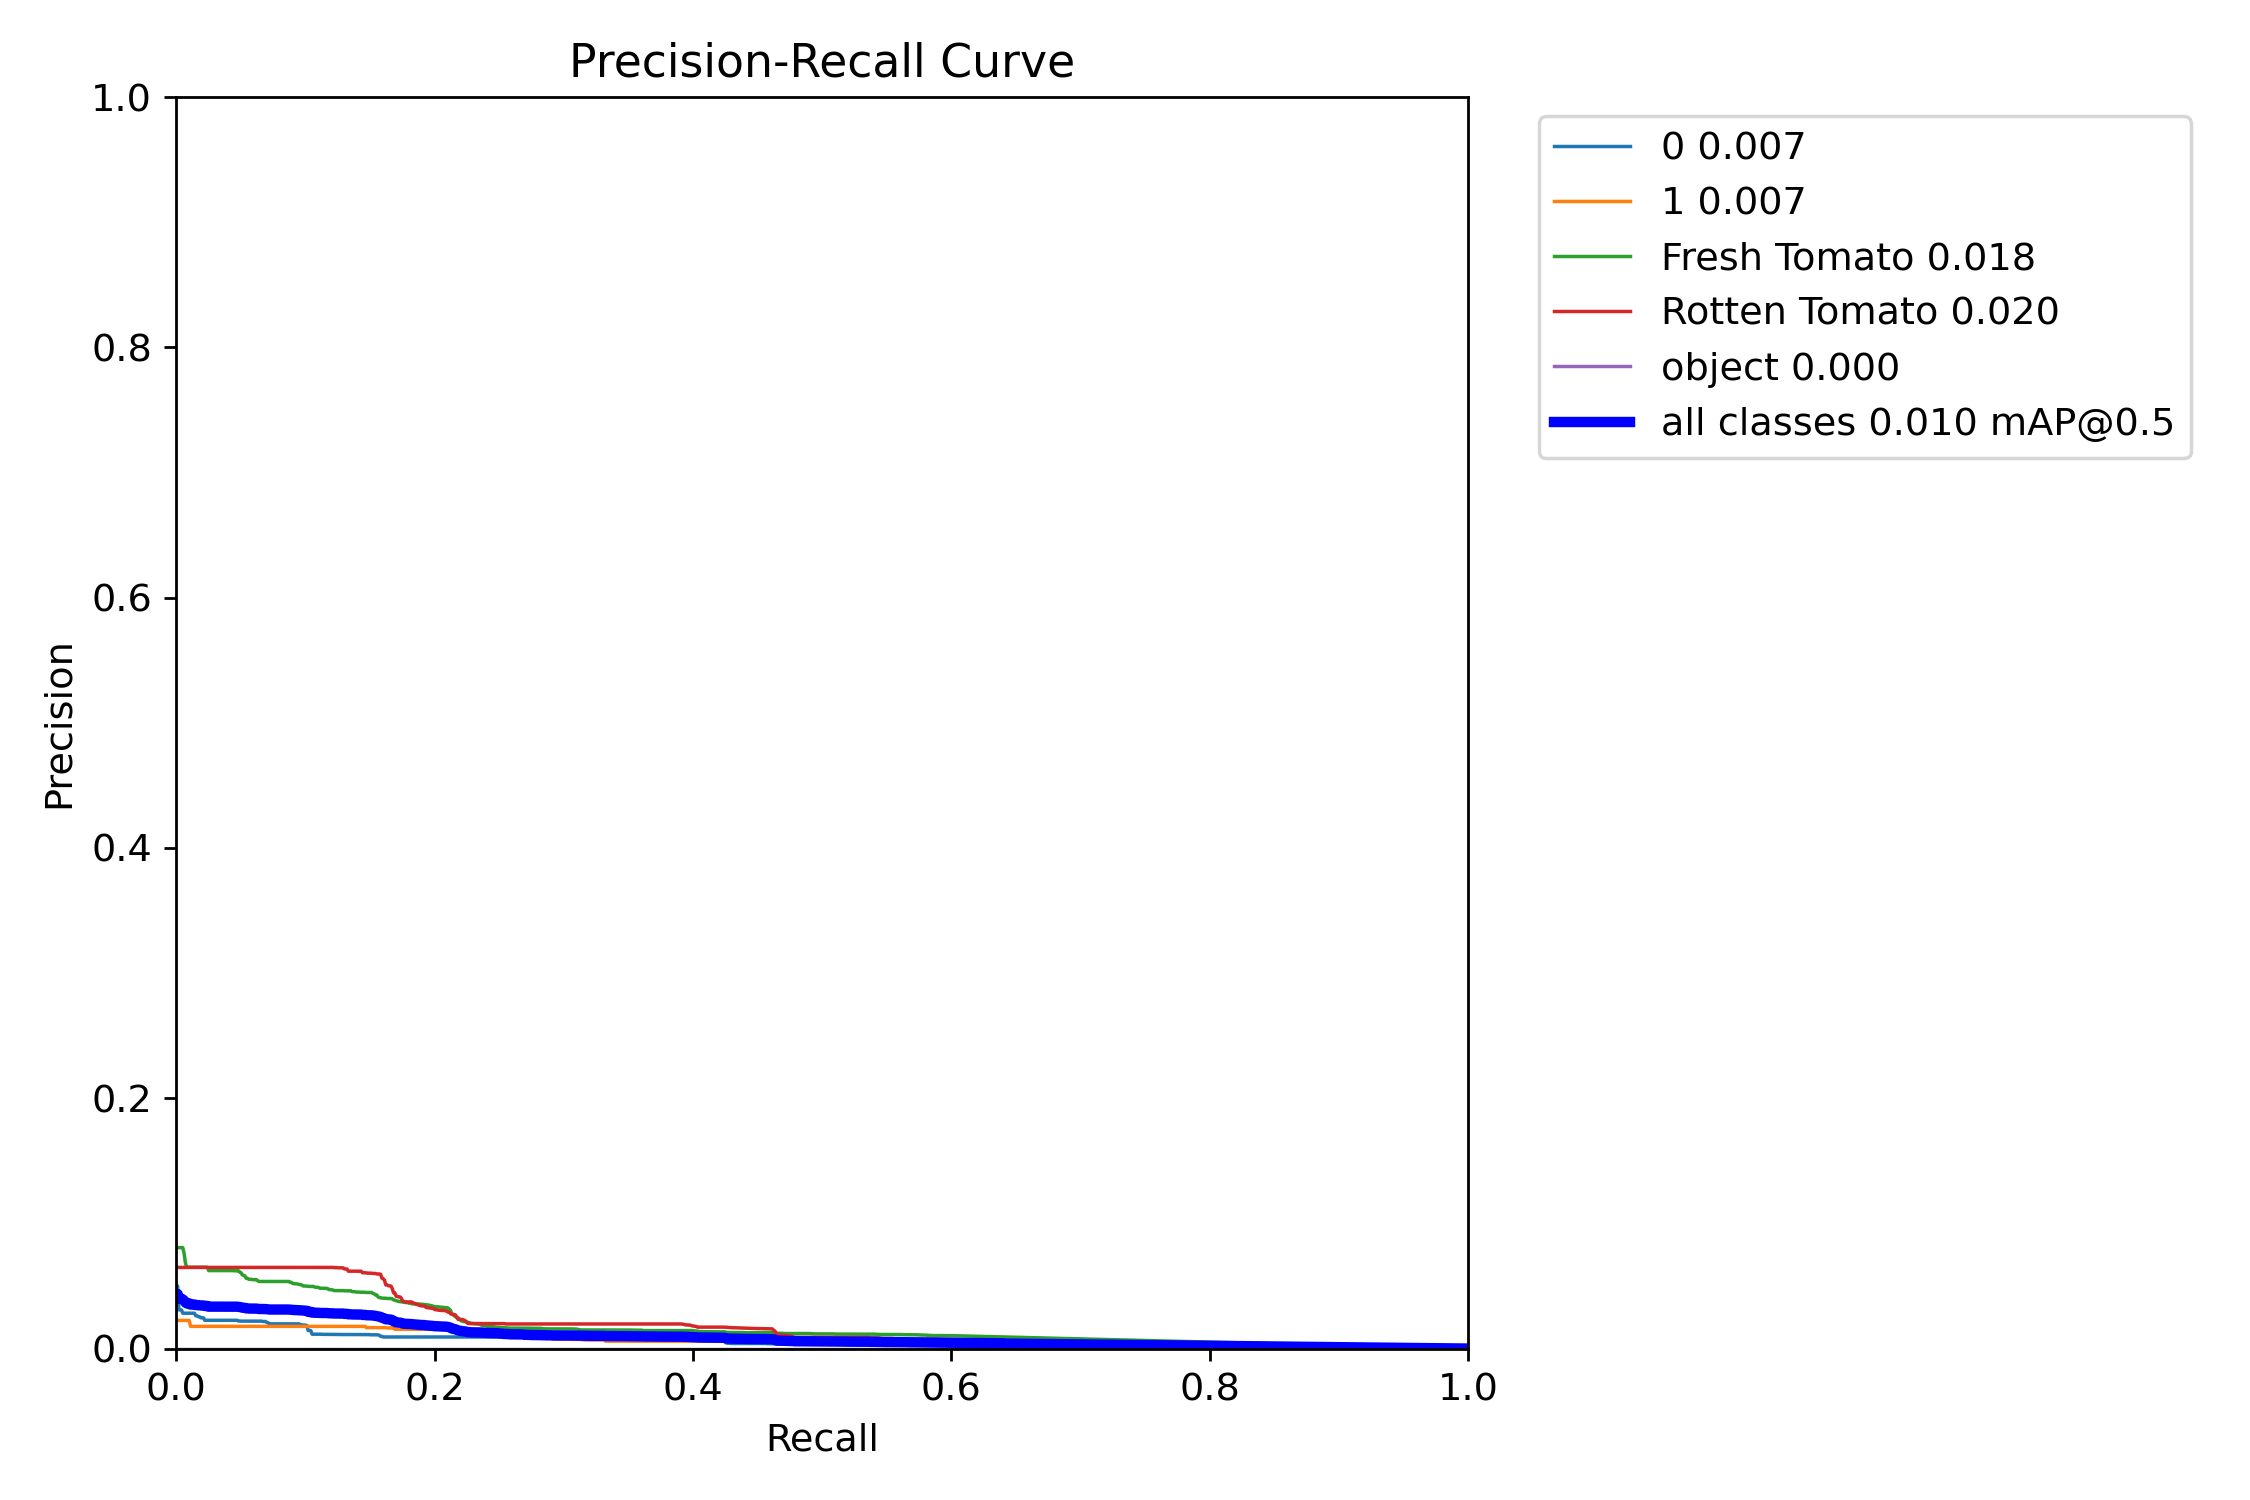 Precision-Recall Curve
1.0
0.8
0.6
0.4
0.2
0.0
Precision
0.0 0.2 0.4 0.6 0.8 1.0
Recall
0 0.007
1 0.007
Fresh Tomato 0.018
Rotten Tomato 0.020
object 0.000
all classes 0.010 mAP@0.5